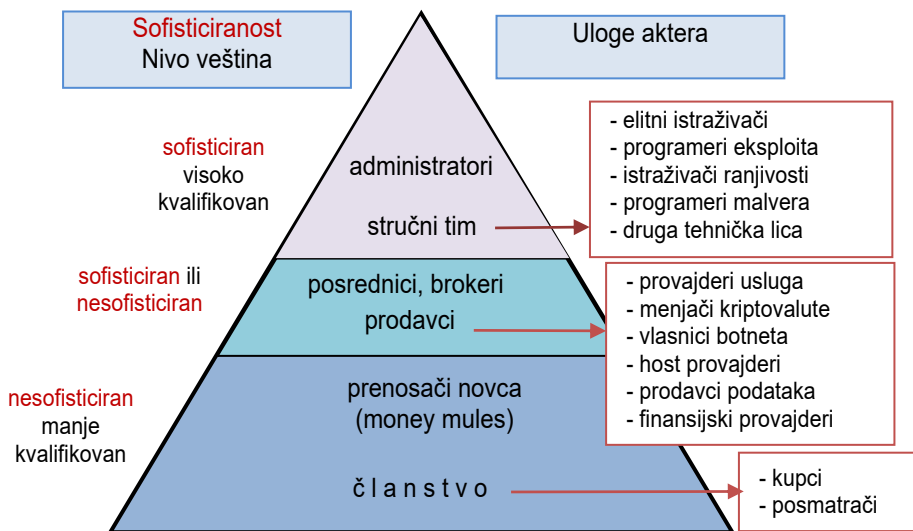 Sofisticiranost
Nivo veština
Uloge aktera
sofisticiran
visoko
kvalifikovan
administratori
stručni tim
- elitni istraživači
- programeri eksploita
- istraživači ranjivosti
- programeri malvera
- druga tehnička lica
sofisticiran ili
nesofisticiran
posrednici, brokeri
prodavci
- provajderi usluga
- menjači kriptovalute
- vlasnici botneta
- host provajderi
- prodavci podataka
- finansijski provajderi
nesofisticiran
manje
kvalifikovan
prenosači novca
(money mules)
č l a n s t v o
- kupci
- posmatrači